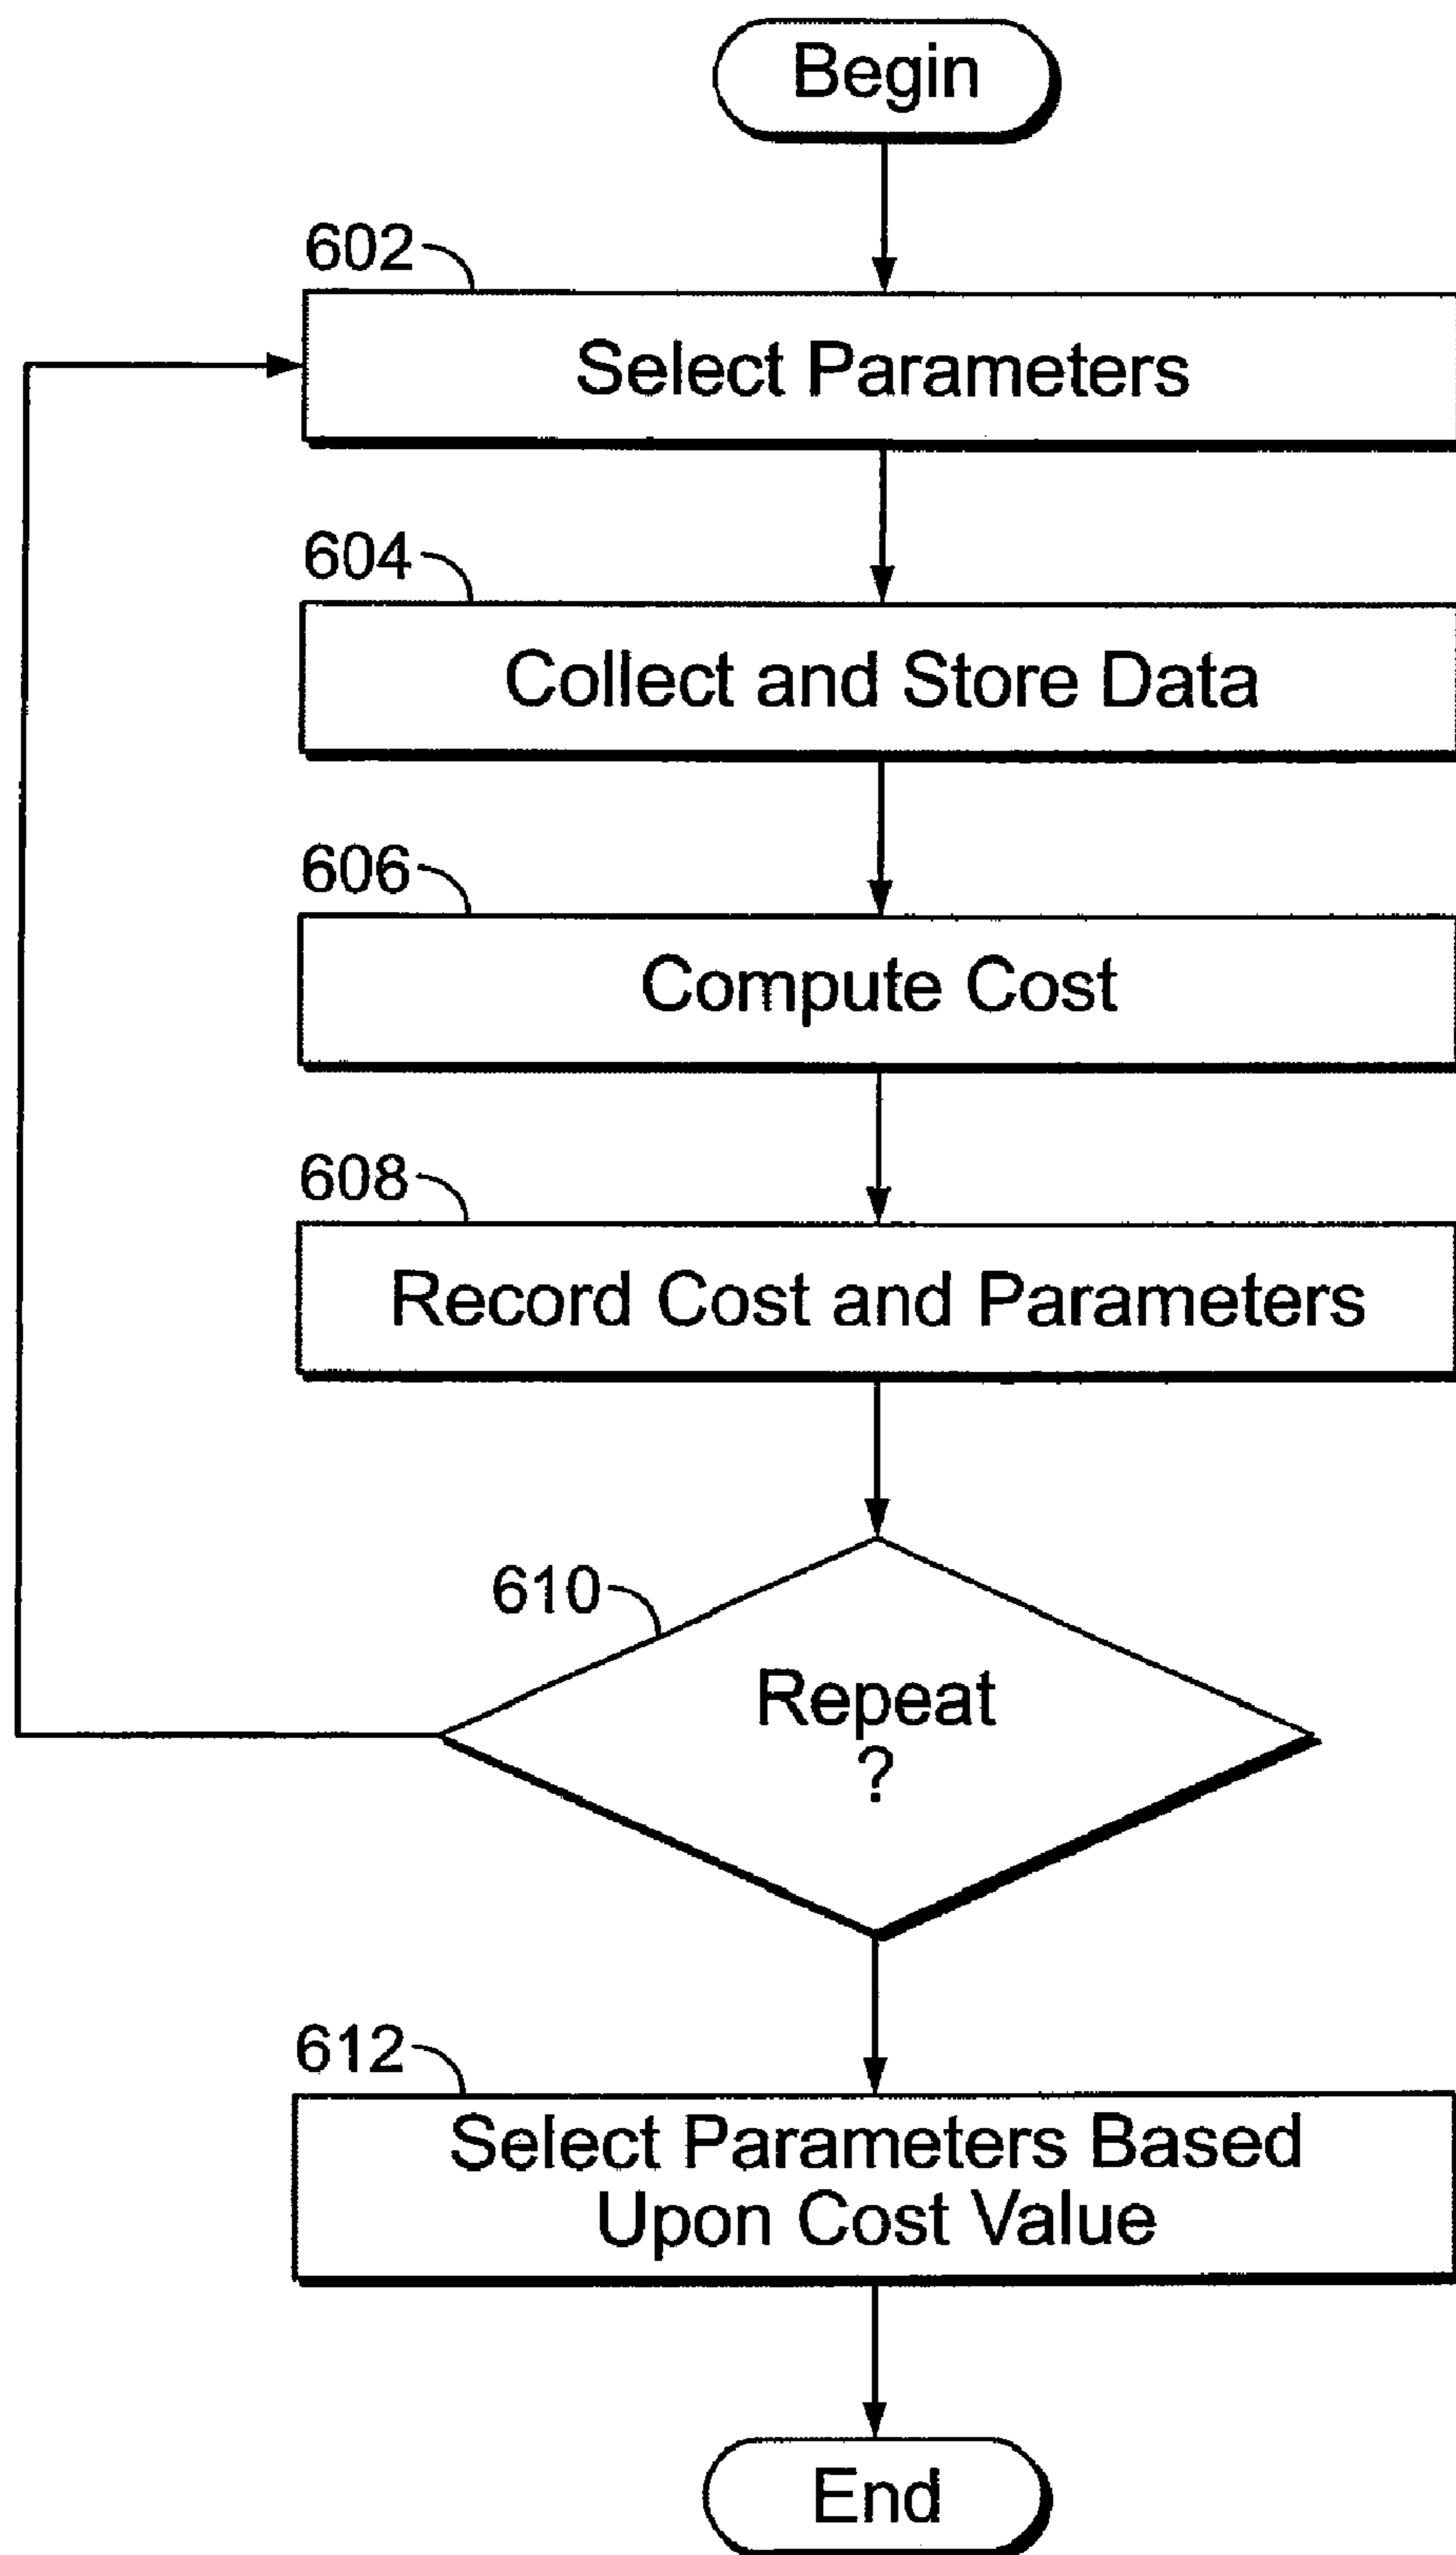 Begin
602
Select Parameters
604
Collect and Store Data
606
Compute Cost
608
Record Cost and Parameters
610
Repeat
?
612
Select Parameters Based
Upon Cost Value
End